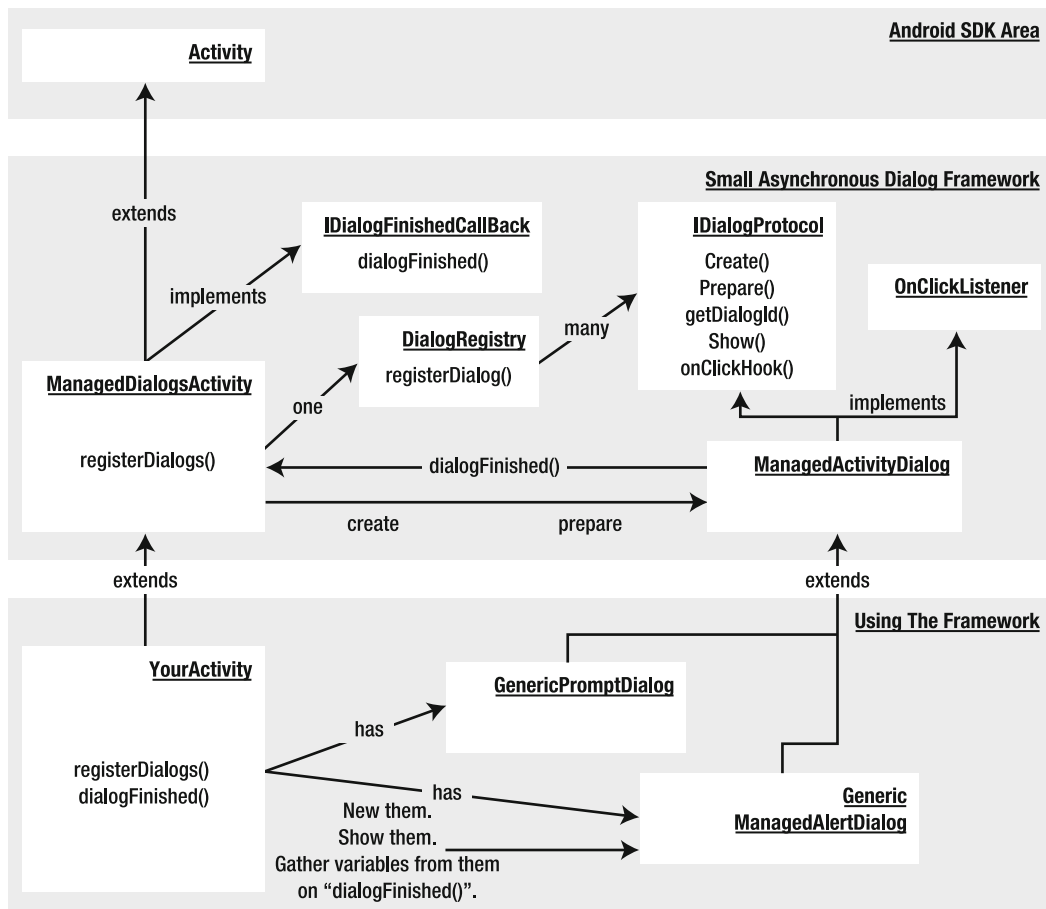 Android SDK Area
Activity
extends
Small Asynchronous Dialog Framework
IDialogFinishedCallBack
dialogFinished()
IDialogProtocol
Create()
Prepare()
getDialogId()
Show()
onClickHook()
OnClickListener
implements
many
DialogRegistry
registerDialog()
ManagedDialogsActivity
registerDialogs()
one
implements
dialogFinished()
ManagedActivityDialog
create
prepare
extends
extends
Using The Framework
YourActivity
registerDialogs()
dialogFinished()
GenericPromptDialog
has
has
New them.
Show them.
Gather variables from them
on “dialogFinished()”.
Generic
ManagedAlertDialog